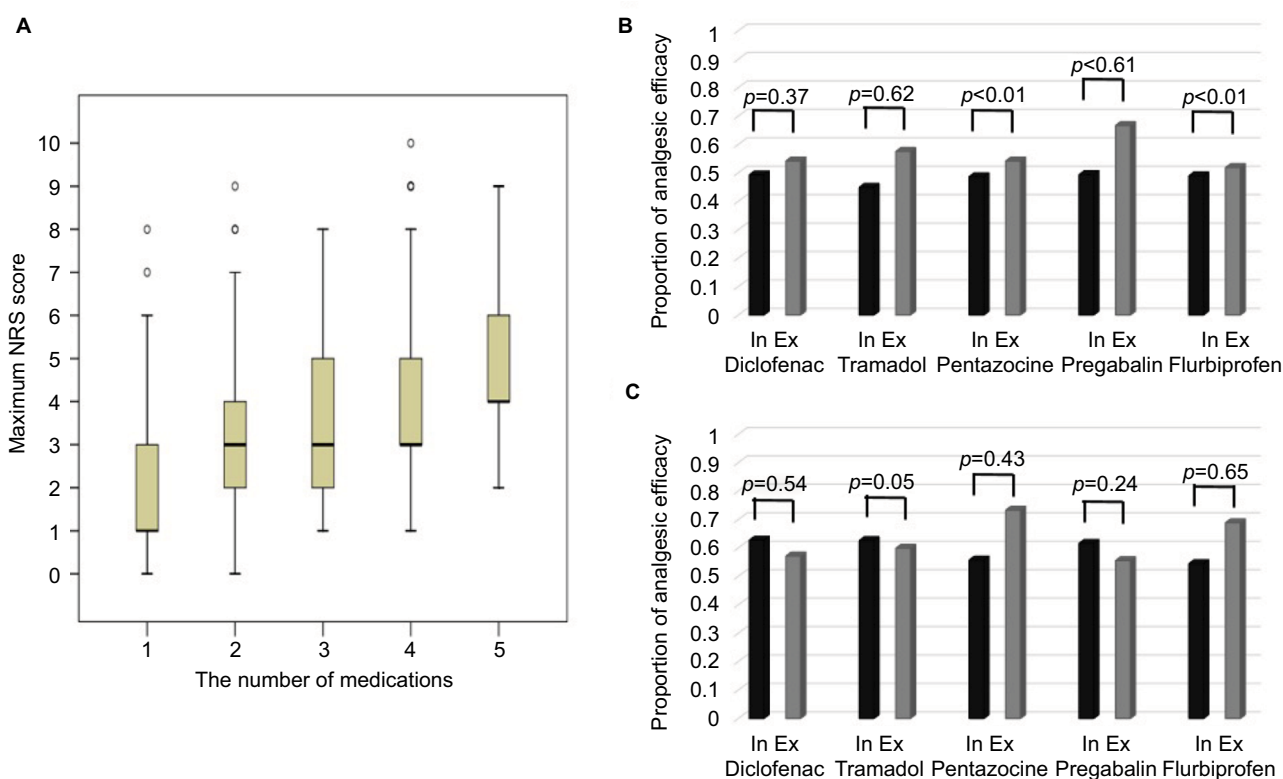 A
Maximum NRS score
10
9
8
7
6
5
4
3
2
1
0
1 2 3 4 5
The number of medications
B
Proportion of analgesic efficacy
1
0.9
0.8
0.7
0.6
0.5
0.4
0.3
0.2
0.1
0
p=0.37 p=0.62 p<0.01 p<0.61 p<0.01
In Ex In Ex In Ex In Ex In Ex
Diclofenac Tramadol Pentazocine Pregabalin Flurbiprofen
C
Proportion of analgesic efficacy
1
0.9
0.8
0.7
0.6
0.5
0.4
0.3
0.2
0.1
0
p=0.54 p=0.05 p=0.43 p=0.24 p=0.65
In Ex In Ex In Ex In Ex In Ex
Diclofenac Tramadol Pentazocine Pregabalin Flurbiprofen